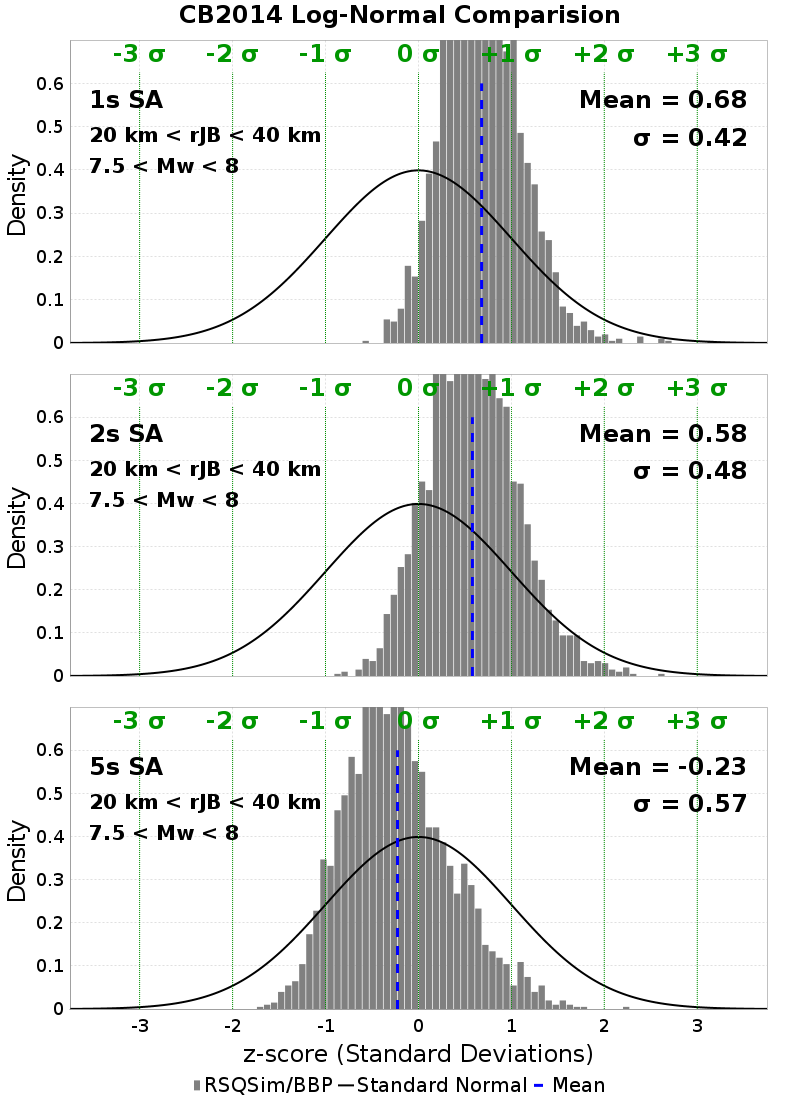 CB2014 Log-Normal Comparision
-3 σ -2 σ -1 σ 0 σ +1 σ +2 σ +3 σ
1s SA
20 km < rJB < 40 km
7.5 < Mw < 8
Mean = 0.68
σ = 0.42
Density
0.6
0.5
0.4
0.3
0.2
0.1
0
-3 σ -2 σ -1 σ 0 σ +1 σ +2 σ +3 σ
2s SA
20 km < rJB < 40 km
7.5 < Mw < 8
Mean = 0.58
σ = 0.48
Density
0.6
0.5
0.4
0.3
0.2
0.1
0
-3 σ -2 σ -1 σ 0 σ +1 σ +2 σ +3 σ
5s SA
20 km < rJB < 40 km
7.5 < Mw < 8
Mean = -0.23
σ = 0.57
Density
0.6
0.5
0.4
0.3
0.2
0.1
0
-3 -2 -1 0 1 2 3
z-score (Standard Deviations)
RSQSim/BBP Standard Normal Mean